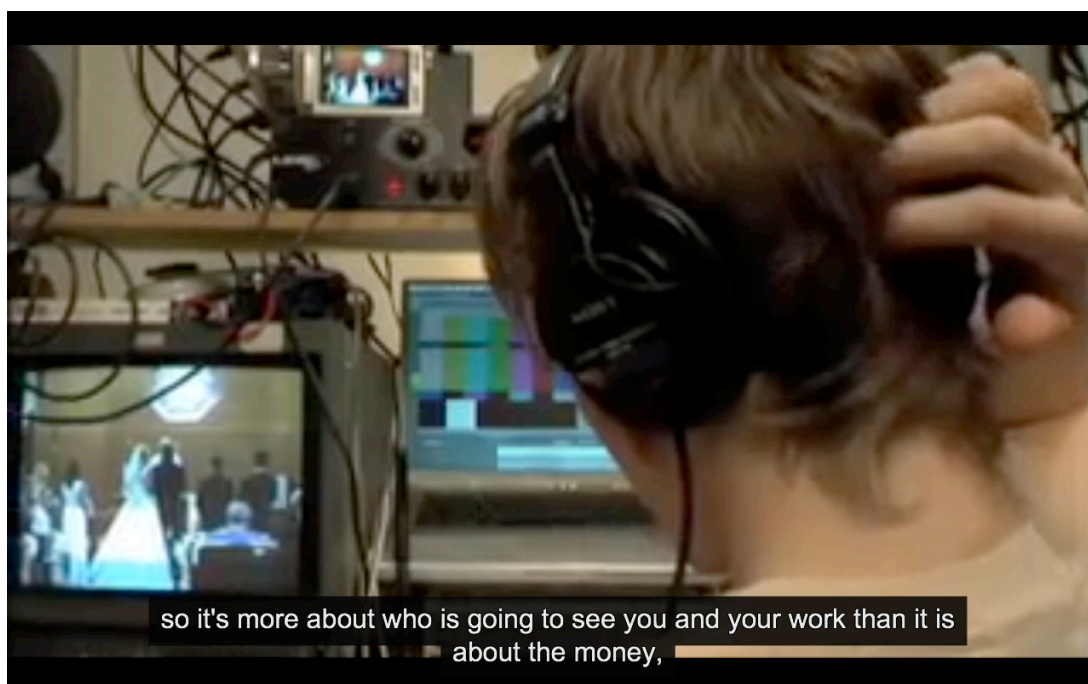 so it's more about who is going to see you and your work than it is
about the money,